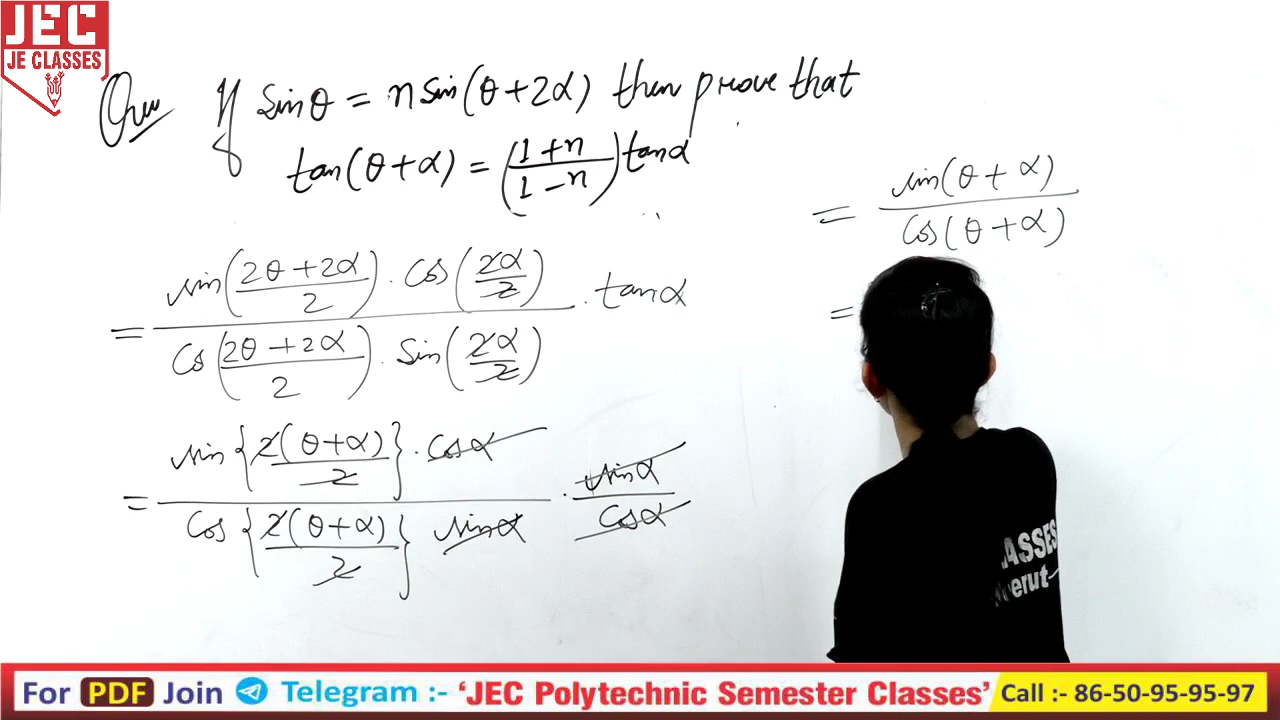 JEC
JE CLASSES
Que If sinθ = n sin(θ+2α) then prove that
tan(θ+α) = (1+n/1-n) tanα
= sin(2θ+2α/2) . cos(2α/2) / cos(2θ+2α/2) . sin(2α/2) . tanα
= sin{2(θ+α)/2} . cosα / cos{2(θ+α)/2} sinα . sinα/cosα
= sin(θ+α) / cos(θ+α)
=
LASSES
Meerut
For PDF Join Telegram :- ‘JEC Polytechnic Semester Classes’ Call :- 86-50-95-95-97